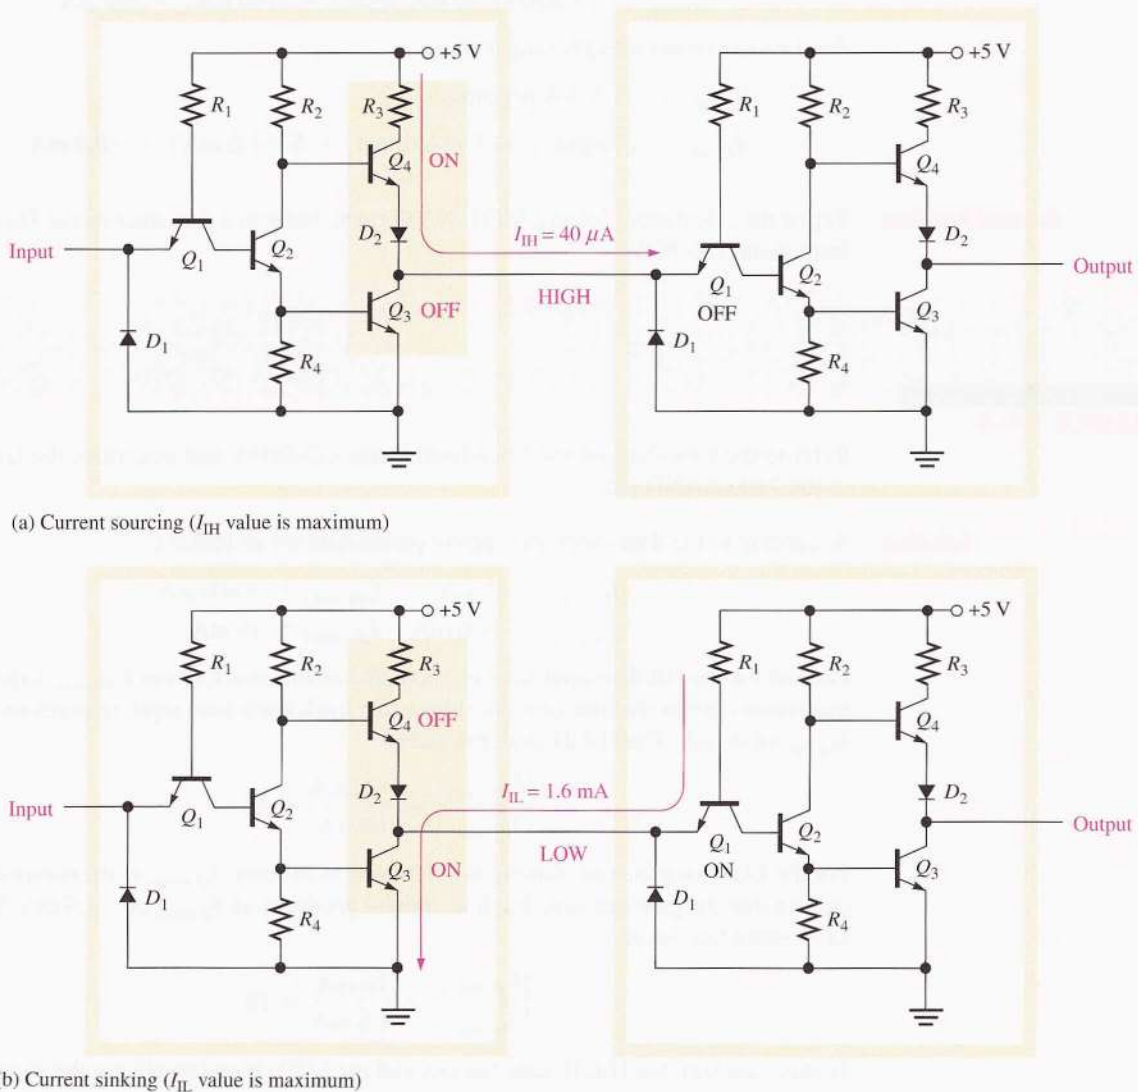 +5 V
+5 V
R1
R2
R3
R1
R2
R3
ON
Q4
Q4
Input
Q1
Q2
D2
IIH = 40 μA
D2
Output
HIGH
Q1
OFF
Q2
OFF
Q3
Q3
D1
R4
D1
R4
(a) Current sourcing (IIH value is maximum)
+5 V
+5 V
R1
R2
R3
R1
R2
R3
OFF
Q4
Q4
Input
Q1
Q2
D2
IIL = 1.6 mA
D2
Output
LOW
Q1
ON
Q2
ON
Q3
Q3
D1
R4
D1
R4
(b) Current sinking (IIL value is maximum)